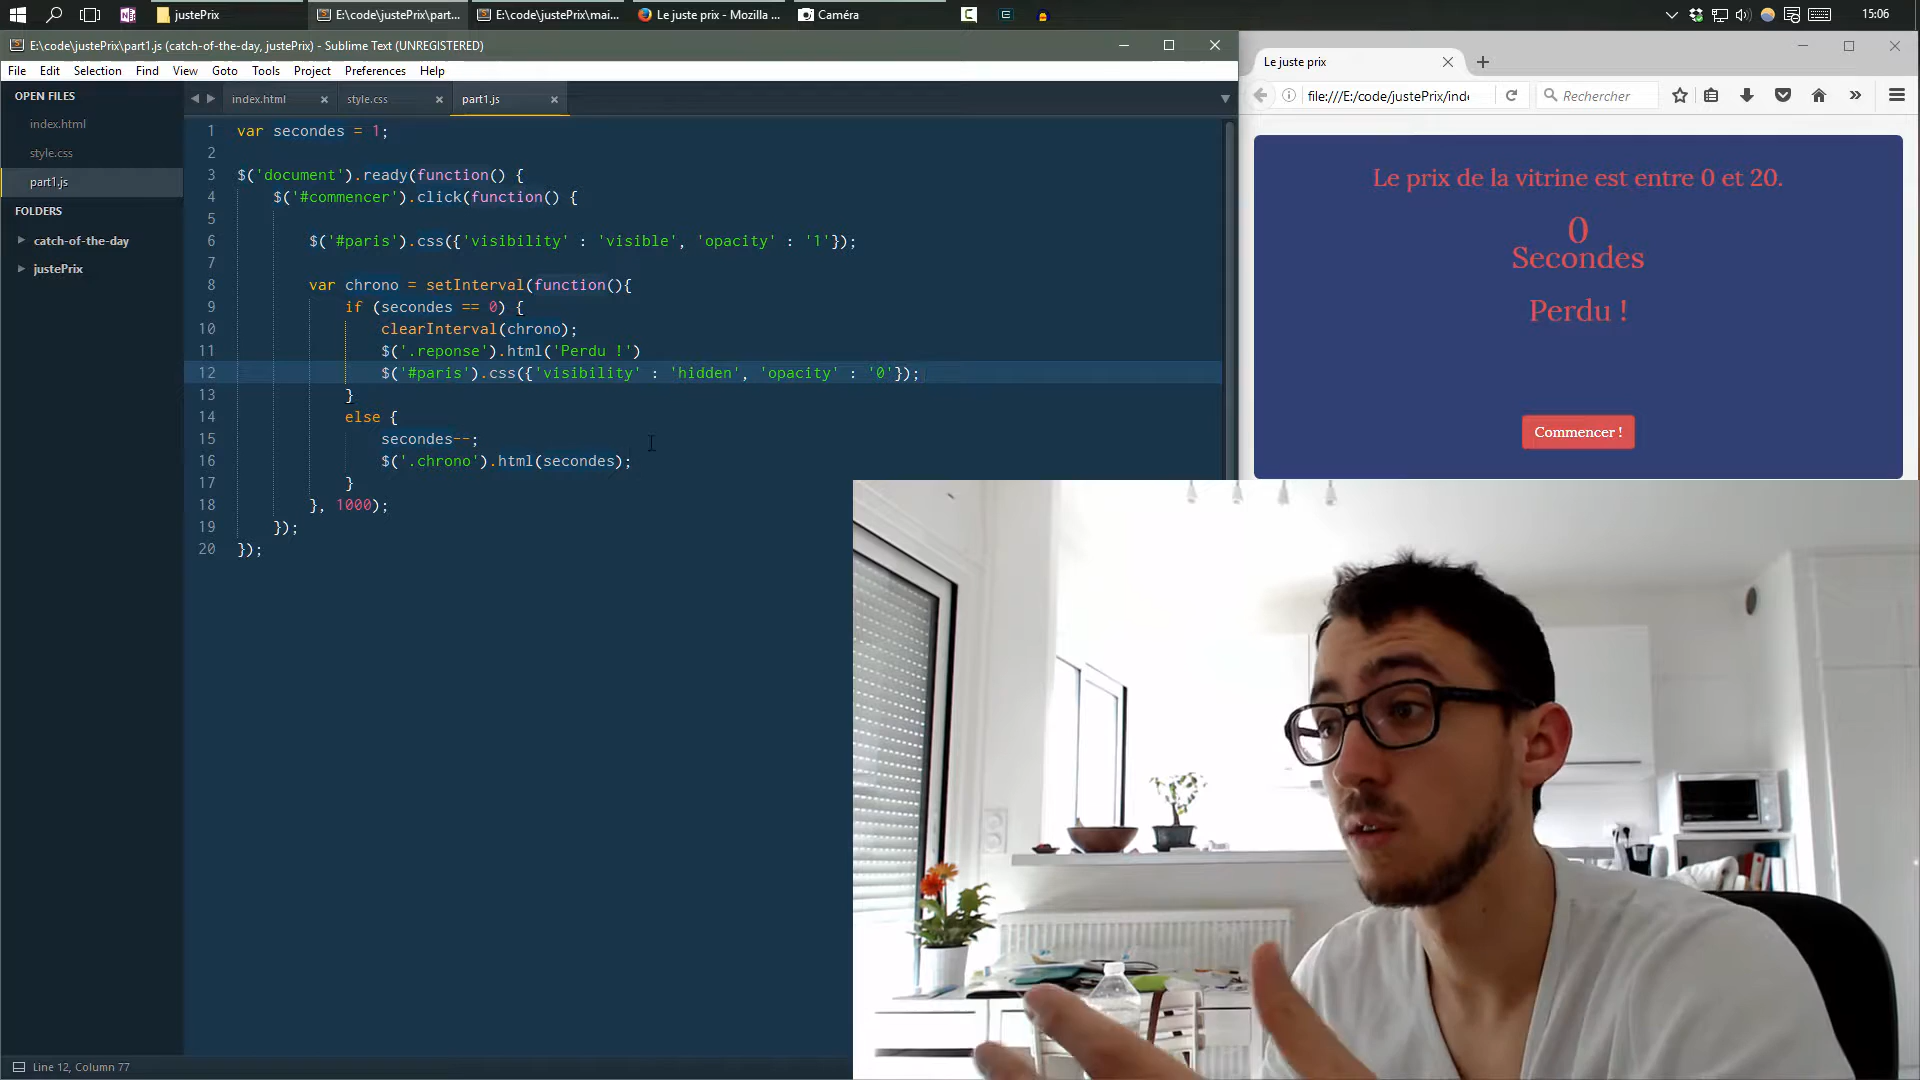 justePrix
E:\code\justePrix\part...
E:\code\justePrix\mai...
Le juste prix - Mozilla ...
Caméra
15:06
E:\code\justePrix\part1.js (catch-of-the-day, justePrix) - Sublime Text (UNREGISTERED)
File Edit Selection Find View Goto Tools Project Preferences Help
OPEN FILES
index.html
style.css
part1.js
FOLDERS
catch-of-the-day
justePrix
index.html
style.css
part1.js
1 var secondes = 1;
2
3 $('document').ready(function() {
4 $('#commencer').click(function() {
5
6 $('#paris').css({'visibility' : 'visible', 'opacity' : '1'});
7
8 var chrono = setInterval(function(){
9 if (secondes == 0) {
10 clearInterval(chrono);
11 $('.reponse').html('Perdu !')
12 $('#paris').css({'visibility' : 'hidden', 'opacity' : '0'});
13 }
14 else {
15 secondes--;
16 $('.chrono').html(secondes);
17 }
18 }, 1000);
19 });
20 });
Line 12, Column 77
Le juste prix
file:///E:/code/justePrix/inde
Rechercher
Le prix de la vitrine est entre 0 et 20.
0
Secondes
Perdu !
Commencer !